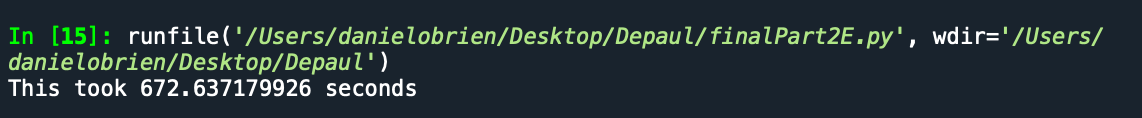 In [15]: runfile('/Users/danielobrien/Desktop/Depaul/finalPart2E.py', wdir='/Users/
danielobrien/Desktop/Depaul')
This took 672.637179926 seconds